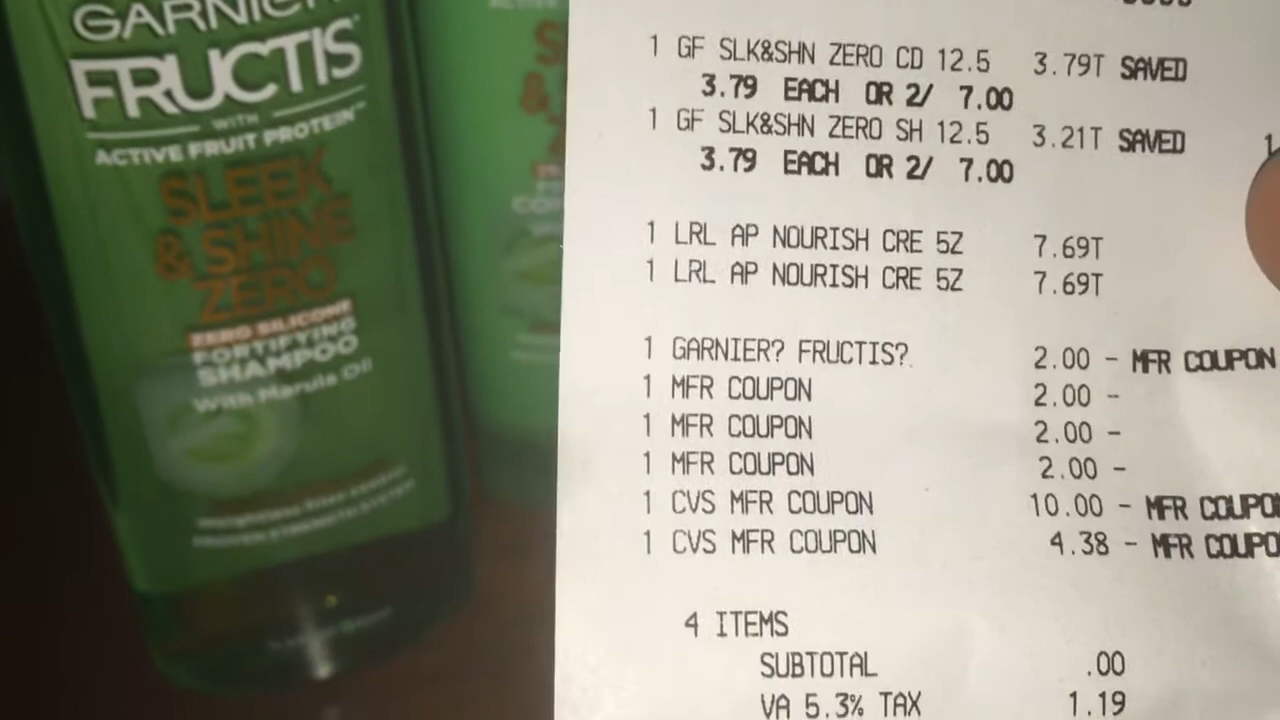 GARNIER
FRUCTIS
WITH
ACTIVE FRUIT PROTEIN™
SLEEK
& SHINE
ZERO
ZERO SILICONE
FORTIFYING
SHAMPOO
With Marula Oil
1 GF SLK&SHN ZERO CD 12.5 3.79T SAVED
3.79 EACH OR 2/ 7.00
1 GF SLK&SHN ZERO SH 12.5 3.21T SAVED 1
3.79 EACH OR 2/ 7.00
1 LRL AP NOURISH CRE 5Z 7.69T
1 LRL AP NOURISH CRE 5Z 7.69T
1 GARNIER? FRUCTIS? 2.00 - MFR COUPON
1 MFR COUPON 2.00 -
1 MFR COUPON 2.00 -
1 MFR COUPON 2.00 -
1 CVS MFR COUPON 10.00 - MFR COUPO
1 CVS MFR COUPON 4.38 - MFR COUPO
4 ITEMS
SUBTOTAL .00
VA 5.3% TAX 1.19